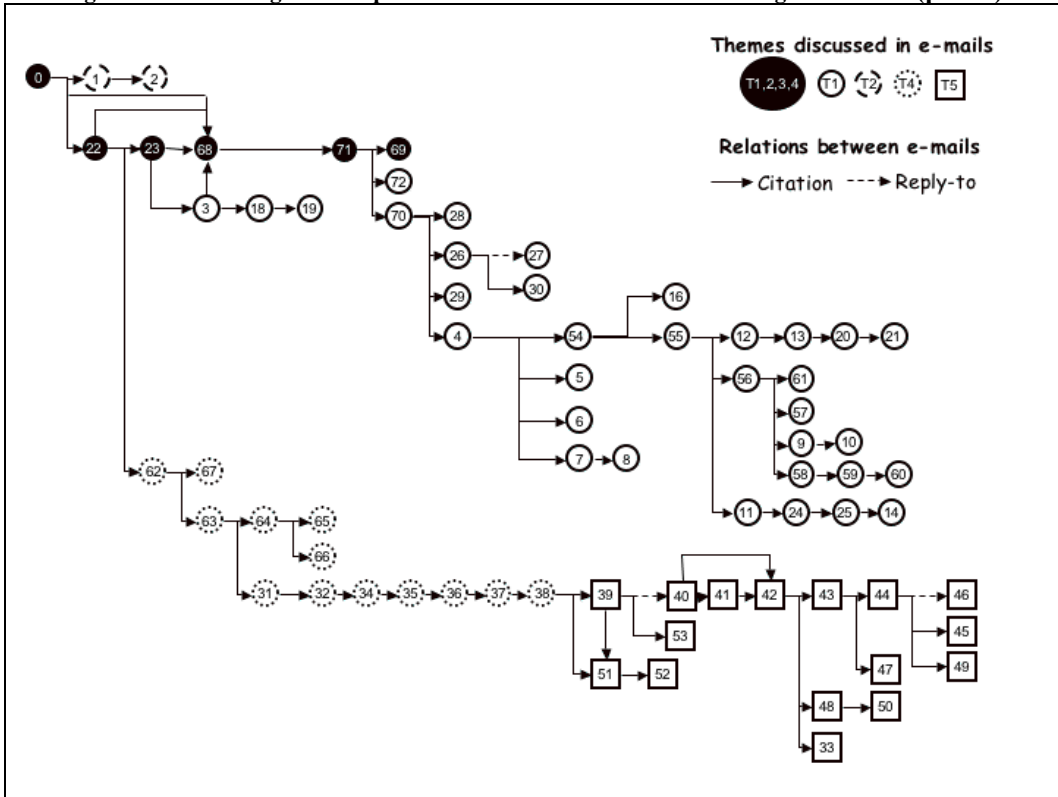 Themes discussed in e-mails
T1,2,3,4 T1 T2 T4 T5
Relations between e-mails
Citation Reply-to
0 1 2
22 23 68 71 69
72
3 18 19 70 28
26 27
30
29 16
4 54 55 12 13 20 21
5 56 61
57
6
9 10
7 8 58 59 60
62 67
11 24 25 14
63 64 65
66
31 32 34 35 36 37 38 39 40 41 42 43 44 46
53 45
51 52 47 49
48 50
33